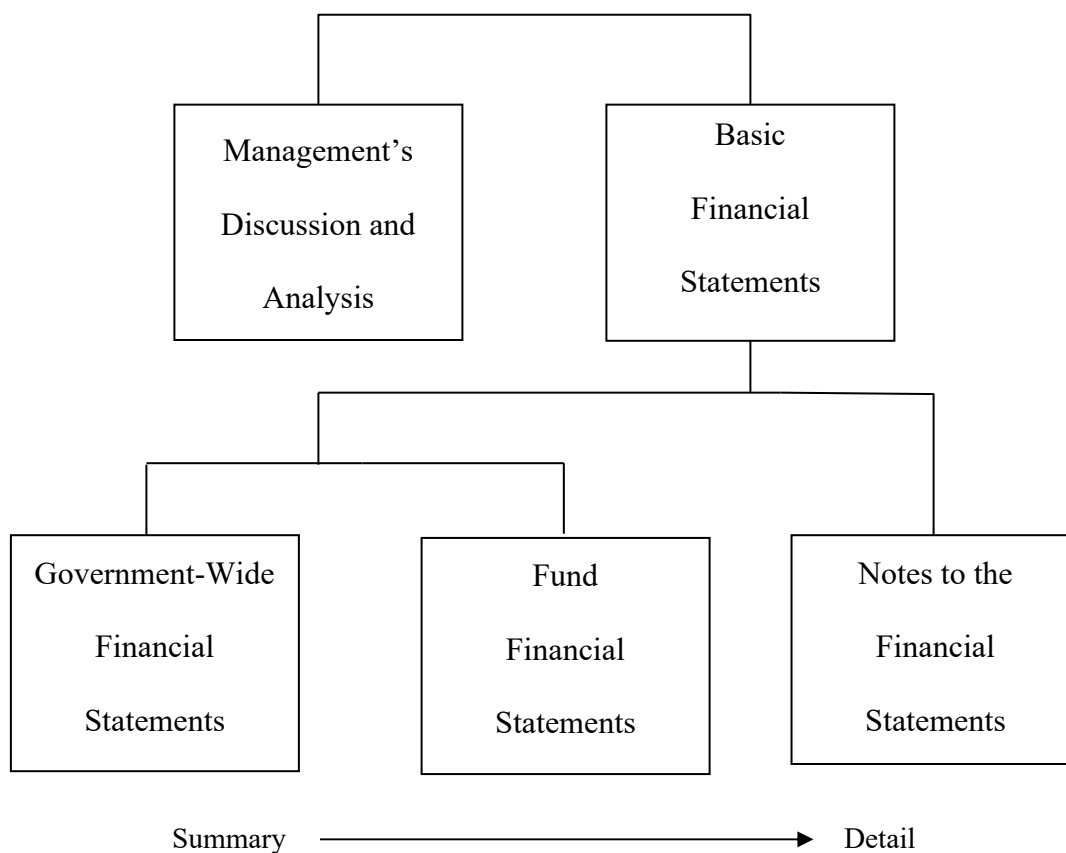 Management’s
Discussion and
Analysis
Basic
Financial
Statements
Government-Wide
Financial
Statements
Fund
Financial
Statements
Notes to the
Financial
Statements
Summary
Detail